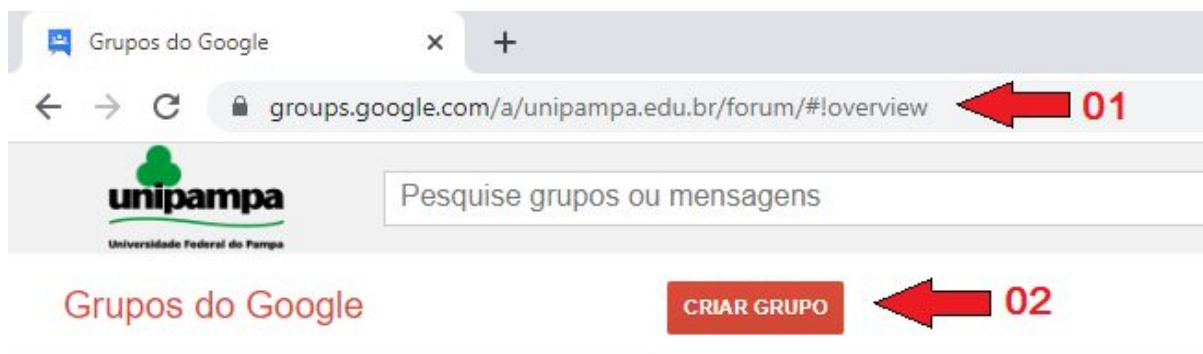 Grupos do Google
groups.google.com/a/unipampa.edu.br/forum/#!overview
01
unipampa
Universidade Federal do Pampa
Pesquise grupos ou mensagens
Grupos do Google
CRIAR GRUPO
02